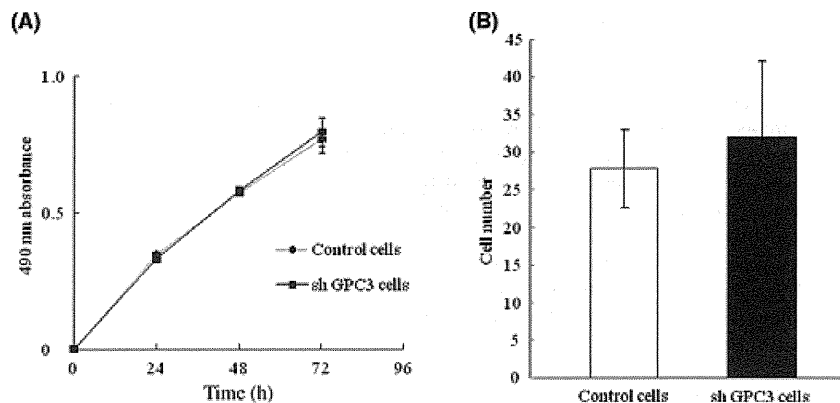 (A)
1.0
0.5
0
490 nm absorbance
Control cells
sh GPC3 cells
0 24 48 72 96
Time (h)
(B)
45
40
35
30
25
20
15
10
5
0
Cell number
Control cells sh GPC3 cells